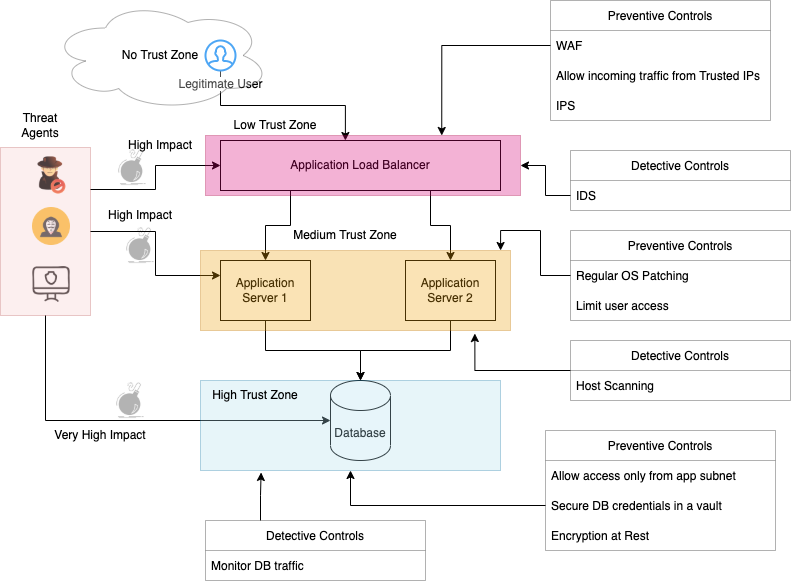 Preventive Controls
WAF
Allow incoming traffic from Trusted IPs
IPS
No Trust Zone
Legitimate User
Threat
Agents
Low Trust Zone
High Impact
Application Load Balancer
Detective Controls
IDS
High Impact
Medium Trust Zone
Preventive Controls
Regular OS Patching
Limit user access
Application
Server 1
Application
Server 2
Detective Controls
Host Scanning
High Trust Zone
Database
Very High Impact
Preventive Controls
Allow access only from app subnet
Secure DB credentials in a vault
Encryption at Rest
Detective Controls
Monitor DB traffic